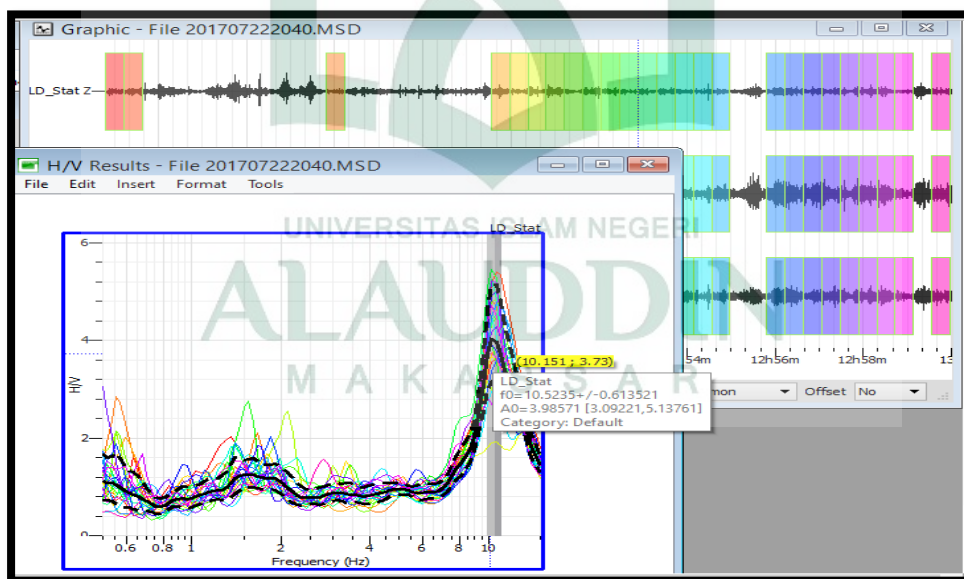 Graphic - File 201707222040.MSD
LD_Stat Z
H/V Results - File 201707222040.MSD
File Edit Insert Format Tools
UNIVERSITAS ISLAM NEGERI
LD_Stat
6
ALAUDDIN
4
54m 12h56m 12h58m 13
(10.151 ; 3.73)
MAKASSAR
LD_Stat
H/V
f0=10.5235+/-0.613521
Offset No
A0=3.98571 [3.09221,5.13761]
Category: Default
2
0
0.6 0.8 1 2 4 6 8 10
Frequency (Hz)